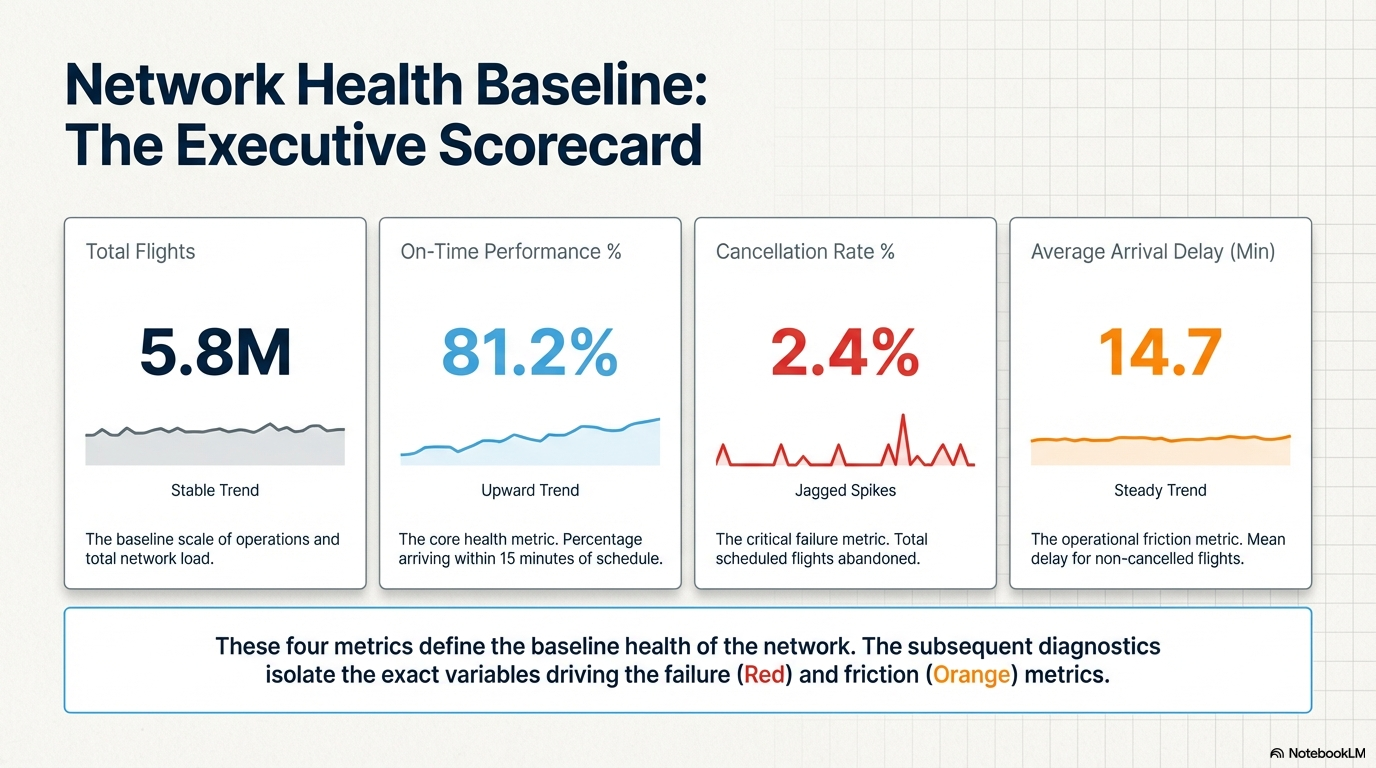 Network Health Baseline:
The Executive Scorecard
Total Flights
5.8M
Stable Trend
The baseline scale of operations and
total network load.
On-Time Performance %
81.2%
Upward Trend
The core health metric. Percentage
arriving within 15 minutes of schedule.
Cancellation Rate %
2.4%
Jagged Spikes
The critical failure metric. Total
scheduled flights abandoned.
Average Arrival Delay (Min)
14.7
Steady Trend
The operational friction metric. Mean
delay for non-cancelled flights.
These four metrics define the baseline health of the network. The subsequent diagnostics
isolate the exact variables driving the failure (Red) and friction (Orange) metrics.
NotebookLM